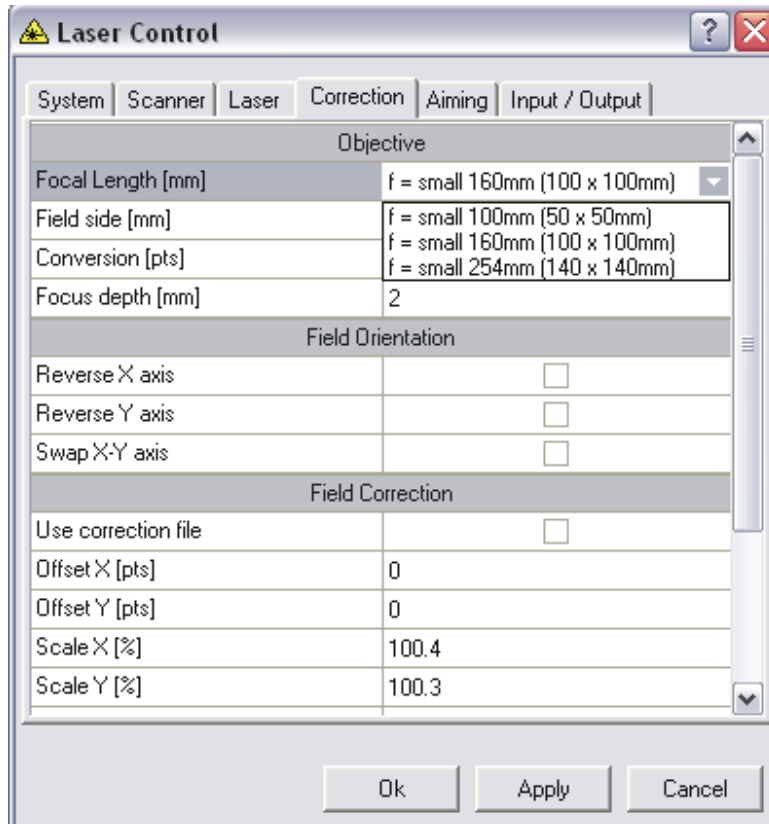 Laser Control
System Scanner Laser Correction Aiming Input / Output
Objective
Focal Length [mm] f = small 160mm (100 x 100mm)
Field side [mm] f = small 100mm (50 x 50mm)
f = small 160mm (100 x 100mm)
Conversion [pts] f = small 254mm (140 x 140mm)
Focus depth [mm] 2
Field Orientation
Reverse X axis
Reverse Y axis
Swap X-Y axis
Field Correction
Use correction file
Offset X [pts] 0
Offset Y [pts] 0
Scale X [%] 100.4
Scale Y [%] 100.3
Ok Apply Cancel